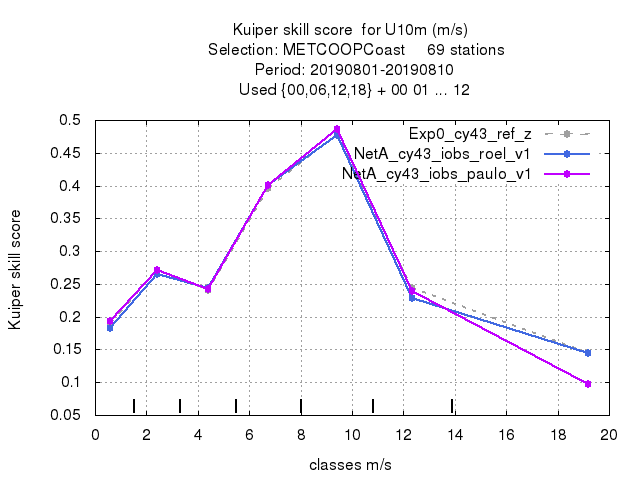 Kuiper skill score  for U10m (m/s)
Selection: METCOOPCoast     69 stations
Period: 20190801-20190810
Used {00,06,12,18} + 00 01 ... 12
Exp0_cy43_ref_z
NetA_cy43_iobs_roel_v1
NetA_cy43_iobs_paulo_v1
Kuiper skill score
0.5
0.45
0.4
0.35
0.3
0.25
0.2
0.15
0.1
0.05
0 2 4 6 8 10 12 14 16 18 20
classes m/s